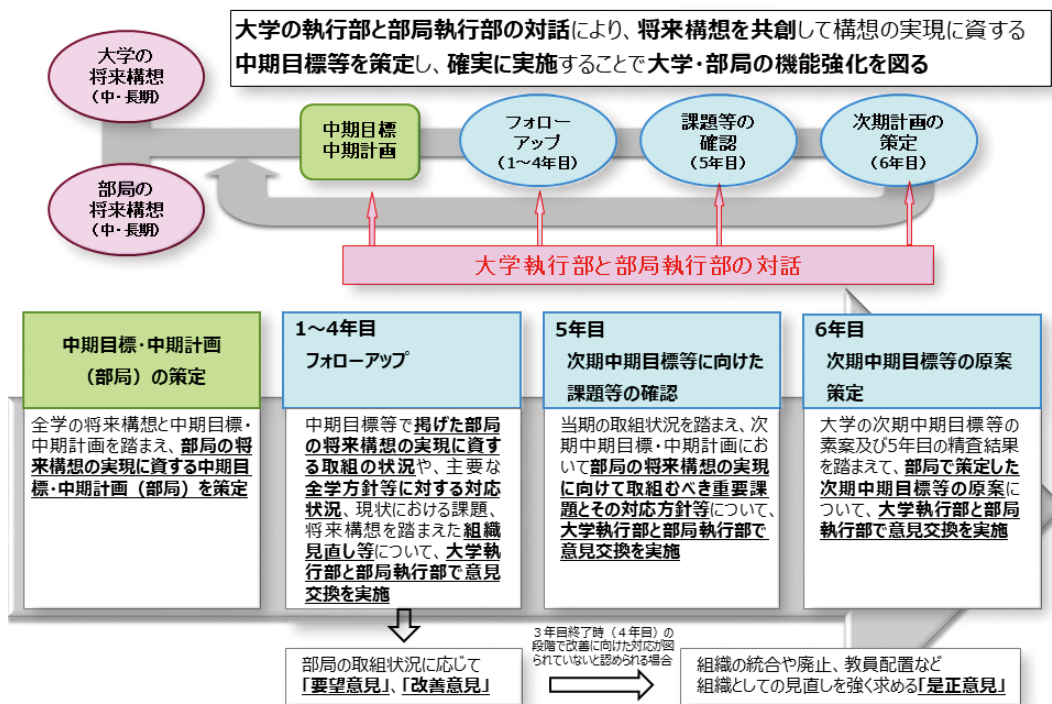 大学の執行部と部局執行部の対話により、将来構想を共創して構想の実現に資する
中期目標等を策定し、確実に実施することで大学・部局の機能強化を図る
大学の
将来構想
(中・長期)
部局の
将来構想
(中・長期)
中期目標
中期計画
フォロー
アップ
(1～4年目)
課題等の
確認
(5年目)
次期計画の
策定
(6年目)
大学執行部と部局執行部の対話
中期目標・中期計画
（部局）の策定
全学の将来構想と中期目標・
中期計画を踏まえ、部局の将
来構想の実現に資する中期目
標・中期計画（部局）を策定
1～4年目
フォローアップ
中期目標等で掲げた部局
の将来構想の実現に資す
る取組の状況や、主要な
全学方針等に対する対応
状況、現状における課題、
将来構想を踏まえた組織
見直し等について、大学執
行部と部局執行部で意見
交換を実施
5年目
次期中期目標等に向けた
課題等の確認
当期の取組状況を踏まえ、次
期中期目標・中期計画にお
いて部局の将来構想の実現
に向けて取組むべき重要課
題とその対応方針等について、
大学執行部と部局執行部で
意見交換を実施
6年目
次期中期目標等の原案
策定
大学の次期中期目標等の
素案及び5年目の精査結果
を踏まえて、部局で策定した
次期中期目標等の原案につ
いて、大学執行部と部局
執行部で意見交換を実施
部局の取組状況に応じて
「要望意見」、「改善意見」
３年目終了時（４年目）の
段階で改善に向けた対応が図
られていないと認められる場合
組織の統合や廃止、教員配置など
組織としての見直しを強く求める「是正意見」